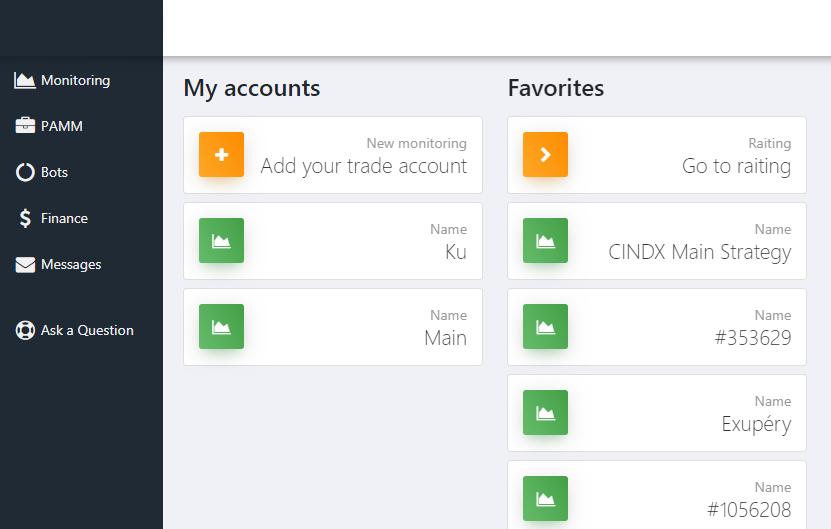 Monitoring
PAMM
Bots
Finance
Messages
Ask a Question
My accounts
New monitoring
Add your trade account
Name
Ku
Name
Main
Favorites
Raiting
Go to raiting
Name
CINDX Main Strategy
Name
#353629
Name
Exupéry
Name
#1056208